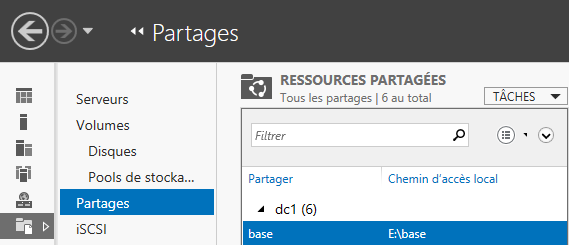 Partages
Serveurs
Volumes
Disques
Pools de stocka...
Partages
iSCSI
RESSOURCES PARTAGÉES
Tous les partages | 6 au total
TÂCHES
Filtrer
Partager Chemin d'accès local
dc1 (6)
base E:\base